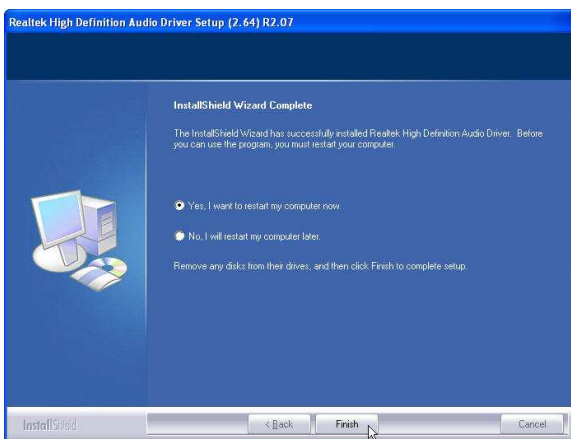 Realtek High Definition Audio Driver Setup (2.64) R2.07
InstallShield Wizard Complete
The InstallShield Wizard has successfully installed Realtek High Definition Audio Driver. Before
you can use the program, you must restart your computer.
Yes, I want to restart my computer now.
No, I will restart my computer later.
Remove any disks from their drives, and then click Finish to complete setup.
InstallShield
< Back
Finish
Cancel